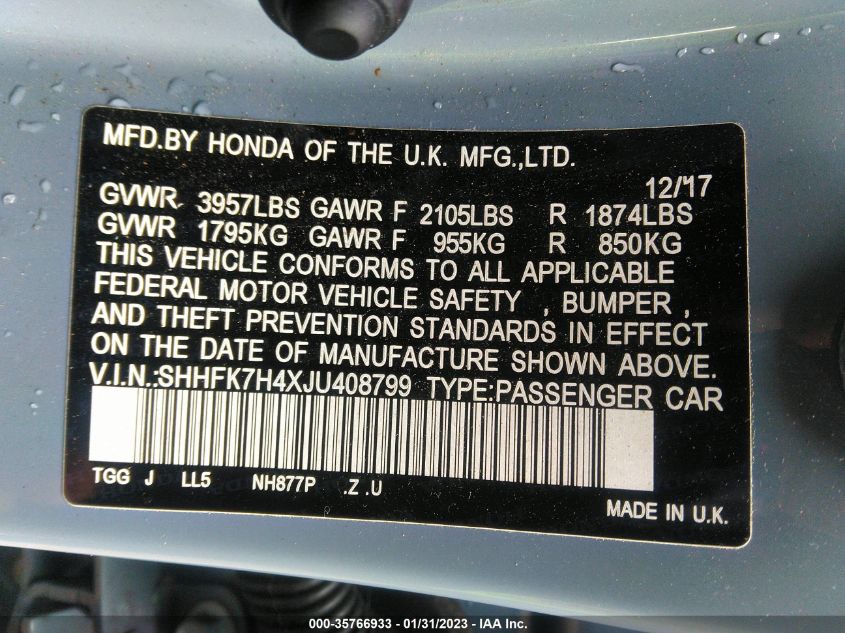 MFD.BY HONDA OF THE U.K. MFG.,LTD.
12/'17
GVWR 3957LBS GAWR F 2105LBS R 1874LBS
GVWR 1795KG GAWR F 955KG R 850KG
THIS VEHICLE CONFORMS TO ALL APPLICABLE
FEDERAL MOTOR VEHICLE SAFETY , BUMPER ,
AND THEFT PREVENTION STANDARDS IN EFFECT
ON THE DATE OF MANUFACTURE SHOWN ABOVE.
V.I.N.:SHHFK7H4XJU408799 TYPE:PASSENGER CAR
TGG J LL5 NH877P .Z .U
MADE IN U.K.
000-35766933 - 01/31/2023 - IAA Inc.